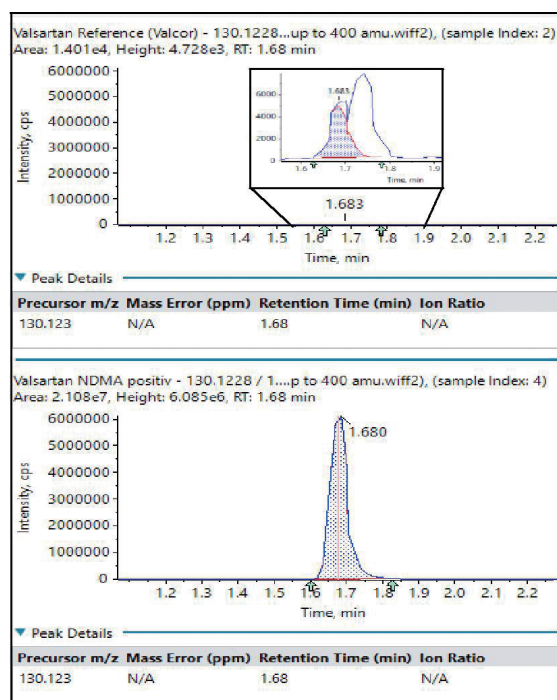 Valsartan Reference (Valcor) - 130.1228...up to 400 amu.wiff2), (sample Index: 2)
Area: 1.401e4, Height: 4.728e3, RT: 1.68 min
Intensity, cps
6000000
5000000
4000000
3000000
2000000
1000000
0
6000
4000
2000
0
1.683
1.6 1.7 1.8 1.9
Time, min
1.683
1.2 1.3 1.4 1.5 1.6 1.7 1.8 1.9 2.0 2.1 2.2
Time, min
Peak Details
Precursor m/z Mass Error (ppm) Retention Time (min) Ion Ratio
130.123 N/A 1.68 N/A
Valsartan NDMA positiv - 130.1228 / 1....p to 400 amu.wiff2), (sample Index: 4)
Area: 2.108e7, Height: 6.085e6, RT: 1.68 min
Intensity, cps
6000000
5000000
4000000
3000000
2000000
1000000
0
1.680
1.2 1.3 1.4 1.5 1.6 1.7 1.8 1.9 2.0 2.1 2.2
Time, min
Peak Details
Precursor m/z Mass Error (ppm) Retention Time (min) Ion Ratio
130.123 N/A 1.68 N/A